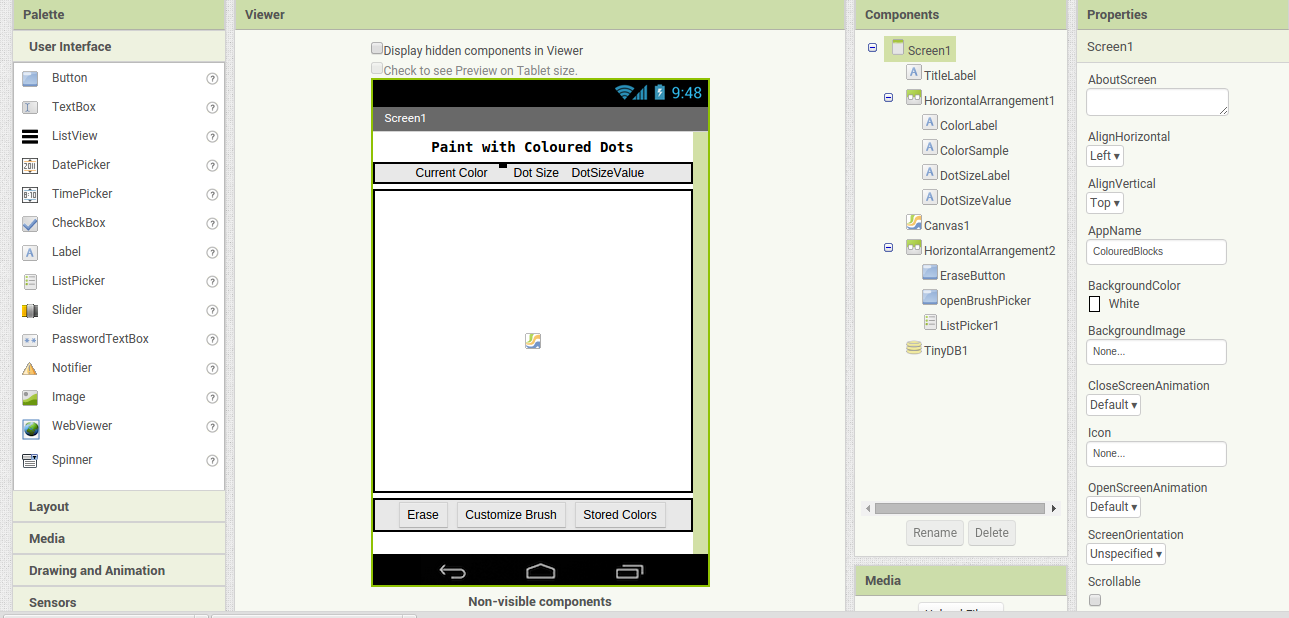 Palette
User Interface
Button
TextBox
ListView
DatePicker
TimePicker
CheckBox
Label
ListPicker
Slider
PasswordTextBox
Notifier
Image
WebViewer
Spinner
Layout
Media
Drawing and Animation
Sensors
Viewer
Display hidden components in Viewer
Check to see Preview on Tablet size.
9:48
Screen1
Paint with Coloured Dots
Current Color Dot Size DotSizeValue
Erase Customize Brush Stored Colors
Non-visible components
Components
Screen1
TitleLabel
HorizontalArrangement1
ColorLabel
ColorSample
DotSizeLabel
DotSizeValue
Canvas1
HorizontalArrangement2
EraseButton
openBrushPicker
ListPicker1
TinyDB1
Rename Delete
Media
Properties
Screen1
AboutScreen
AlignHorizontal
Left ▾
AlignVertical
Top ▾
AppName
ColouredBlocks
BackgroundColor
White
BackgroundImage
None...
CloseScreenAnimation
Default ▾
Icon
None...
OpenScreenAnimation
Default ▾
ScreenOrientation
Unspecified ▾
Scrollable